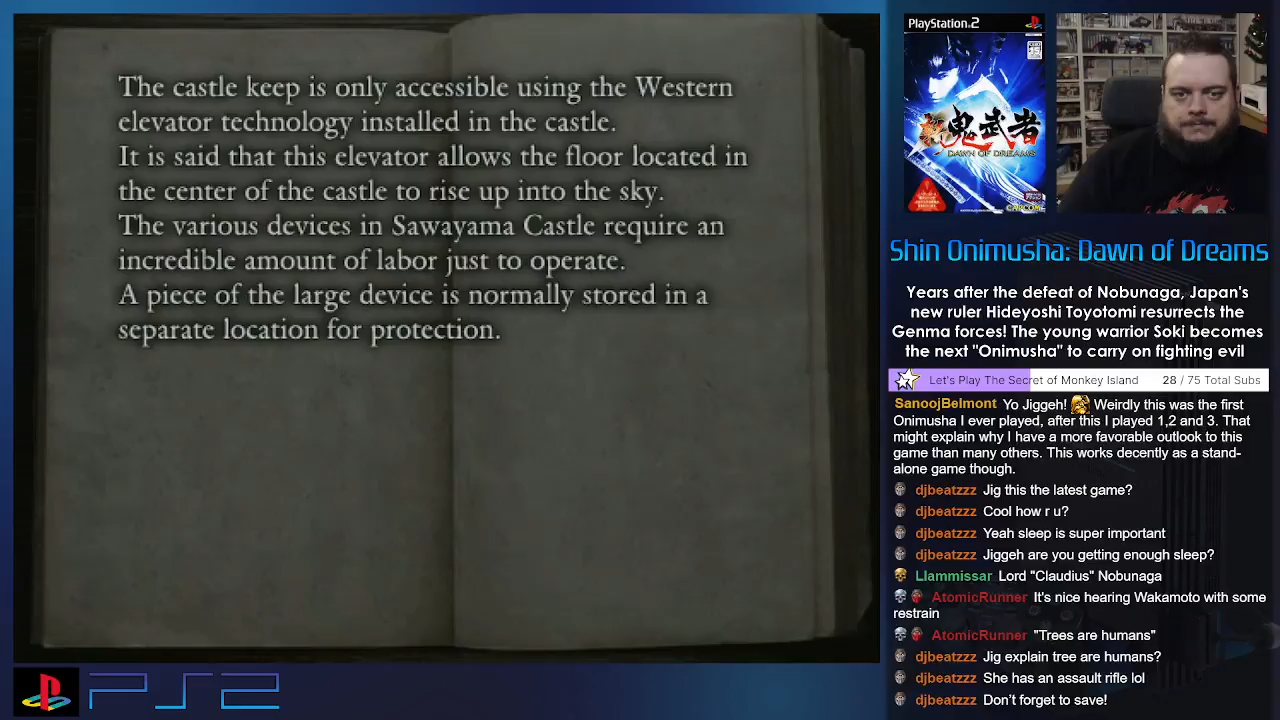 The castle keep is only accessible using the Western
elevator technology installed in the castle.
It is said that this elevator allows the floor located in
the center of the castle to rise up into the sky.
The various devices in Sawayama Castle require an
incredible amount of labor just to operate.
A piece of the large device is normally stored in a
separate location for protection.
PS2
PlayStation.2
新鬼武者
DAWN OF DREAMS
CAPCOM
Shin Onimusha: Dawn of Dreams
Years after the defeat of Nobunaga, Japan's
new ruler Hideyoshi Toyotomi resurrects the
Genma forces! The young warrior Soki becomes
the next "Onimusha" to carry on fighting evil
Let's Play The Secret of Monkey Island 28 / 75 Total Subs
SanoojBelmont Yo Jiggeh! Weirdly this was the first
Onimusha I ever played, after this I played 1,2 and 3. That
might explain why I have a more favorable outlook to this
game than many others. This works decently as a stand-
alone game though.
djbeatzzz Jig this the latest game?
djbeatzzz Cool how r u?
djbeatzzz Yeah sleep is super important
djbeatzzz Jiggeh are you getting enough sleep?
Llammissar Lord "Claudius" Nobunaga
AtomicRunner It's nice hearing Wakamoto with some
restrain
AtomicRunner "Trees are humans"
djbeatzzz Jig explain tree are humans?
djbeatzzz She has an assault rifle lol
djbeatzzz Don't forget to save!